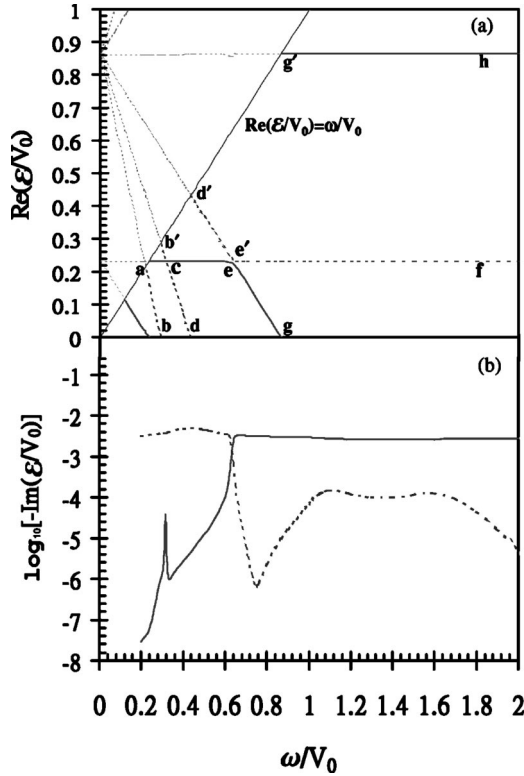 (a)
1
0.9
0.8
0.7
0.6
0.5
0.4
0.3
0.2
0.1
0
Re(ℰ/V₀)
g′
h
Re(ℰ/V₀)=ω/V₀
d′
b′
e′
a
c
e
f
b
d
g
(b)
-1
-2
-3
-4
-5
-6
-7
-8
log₁₀[-Im(ℰ/V₀)]
0 0.2 0.4 0.6 0.8 1 1.2 1.4 1.6 1.8 2
ω/V₀